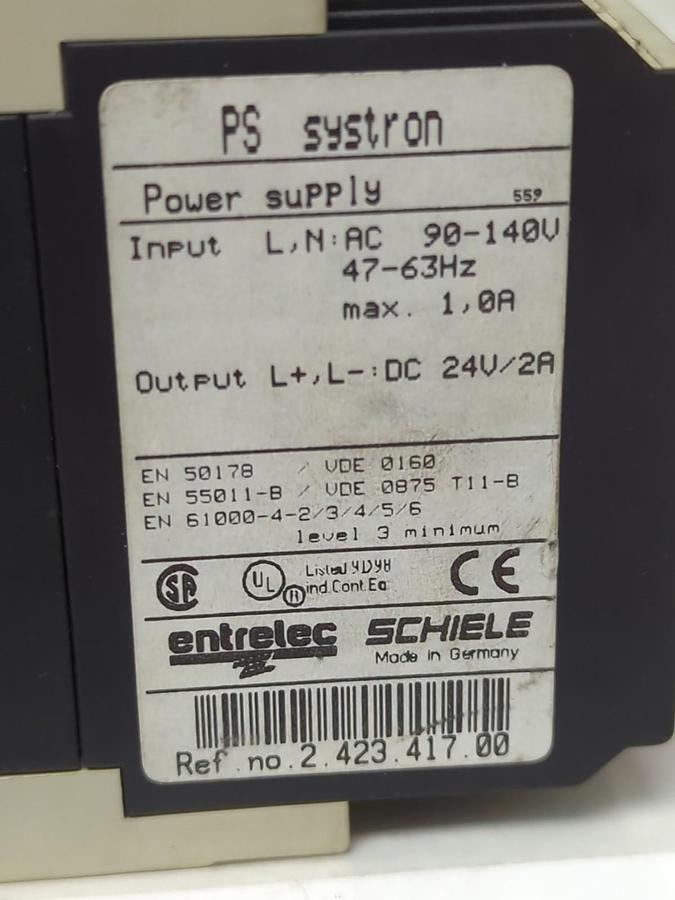 PS systron
Power supply 559
Input L,N:AC 90-140V
47-63Hz
max. 1,0A
Output L+,L-:DC 24V/2A
EN 50178 / VDE 0160
EN 55011-B / VDE 0875 T11-B
EN 61000-4-2/3/4/5/6
level 3 minimum
SA UL R Listed
ind.Cont.Eq CE
entrelec SCHIELE
Made in Germany
Ref.no.2.423.417.00